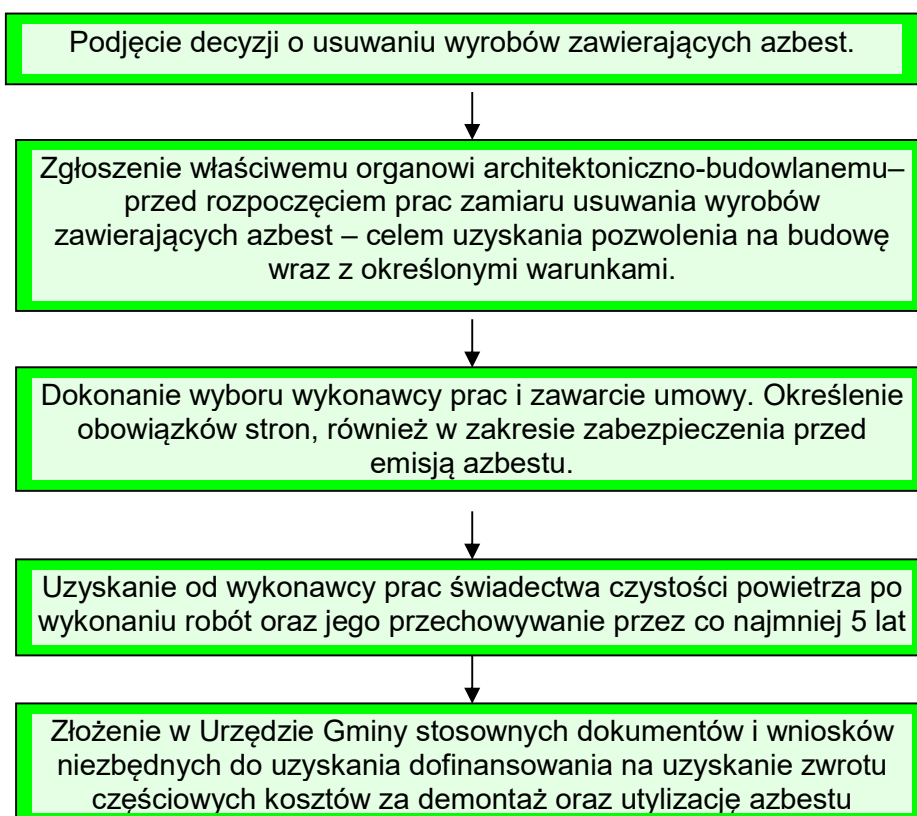 Podjęcie decyzji o usuwaniu wyrobów zawierających azbest.
Zgłoszenie właściwemu organowi architektoniczno-budowlanemu–
przed rozpoczęciem prac zamiaru usuwania wyrobów
zawierających azbest – celem uzyskania pozwolenia na budowę
wraz z określonymi warunkami.
Dokonanie wyboru wykonawcy prac i zawarcie umowy. Określenie
obowiązków stron, również w zakresie zabezpieczenia przed
emisją azbestu.
Uzyskanie od wykonawcy prac świadectwa czystości powietrza po
wykonaniu robót oraz jego przechowywanie przez co najmniej 5 lat
Złożenie w Urzędzie Gminy stosownych dokumentów i wniosków
niezbędnych do uzyskania dofinansowania na uzyskanie zwrotu
częściowych kosztów za demontaż oraz utylizację azbestu